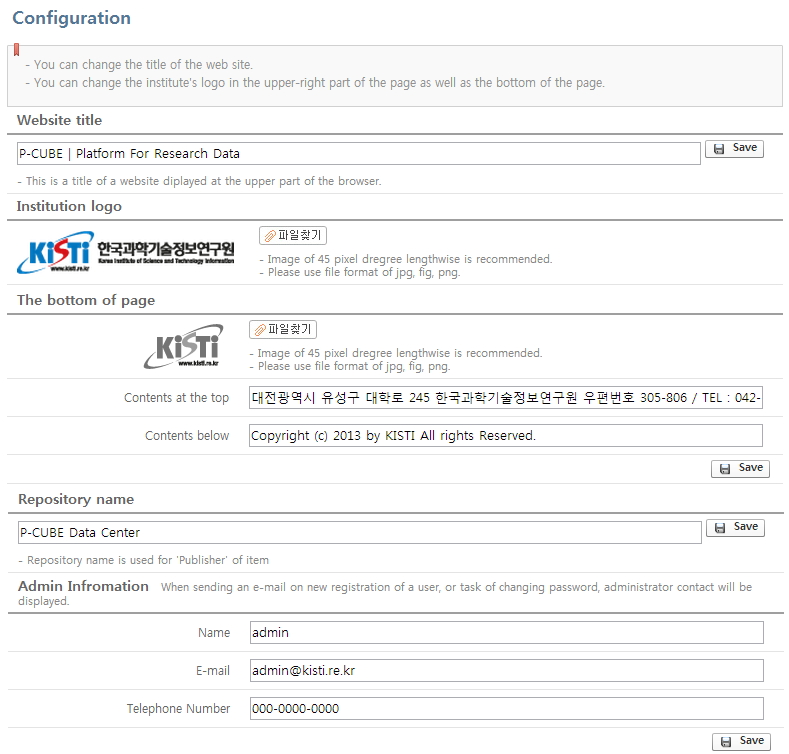 Configuration
- You can change the title of the web site.
- You can change the institute's logo in the upper-right part of the page as well as the bottom of the page.
Website title
P-CUBE | Platform For Research Data
Save
- This is a title of a website diplayed at the upper part of the browser.
Institution logo
KiSTi
www.kisti.re.kr
한국과학기술정보연구원
Korea Institute of Science and Technology Information
파일찾기
- Image of 45 pixel dregree lengthwise is recommended.
- Please use file format of jpg, fig, png.
The bottom of page
KiSTi
www.kisti.re.kr
파일찾기
- Image of 45 pixel dregree lengthwise is recommended.
- Please use file format of jpg, fig, png.
Contents at the top
대전광역시 유성구 대학로 245 한국과학기술정보연구원 우편번호 305-806 / TEL : 042-
Contents below
Copyright (c) 2013 by KISTI All rights Reserved.
Save
Repository name
P-CUBE Data Center
Save
- Repository name is used for 'Publisher' of item
Admin Infromation When sending an e-mail on new registration of a user, or task of changing password, administrator contact will be
displayed.
Name
admin
E-mail
admin@kisti.re.kr
Telephone Number
000-0000-0000
Save